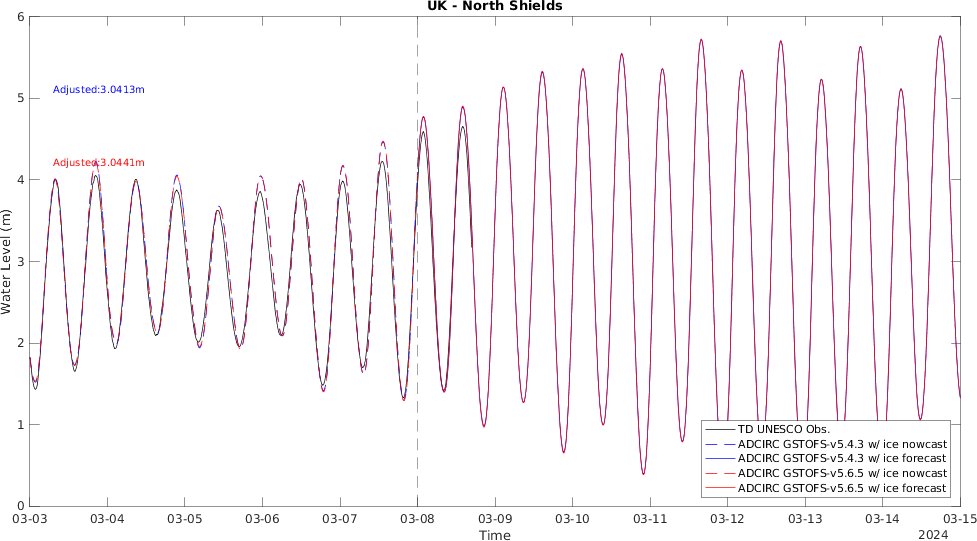 UK - North Shields
6
5
4
3
2
1
0
Water Level (m)
Adjusted:3.0413m
Adjusted:3.0441m
TD UNESCO Obs.
ADCIRC GSTOFS-v5.4.3 w/ ice nowcast
ADCIRC GSTOFS-v5.4.3 w/ ice forecast
ADCIRC GSTOFS-v5.6.5 w/ ice nowcast
ADCIRC GSTOFS-v5.6.5 w/ ice forecast
03-03 03-04 03-05 03-06 03-07 03-08 03-09 03-10 03-11 03-12 03-13 03-14 03-15
Time
2024